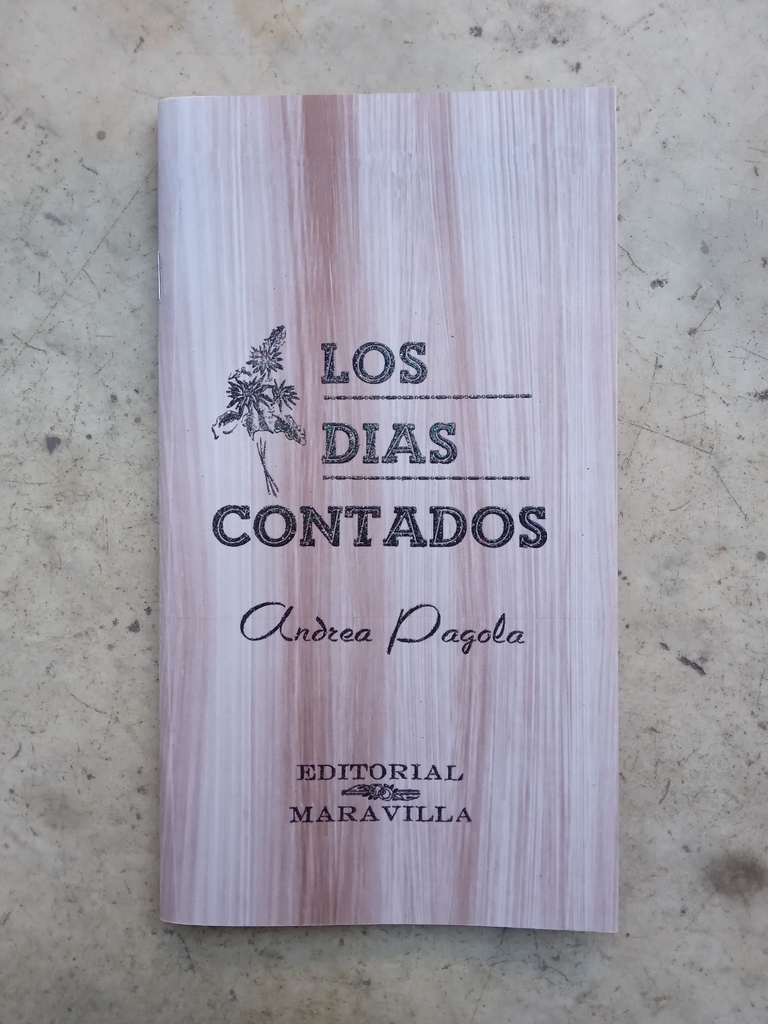 LOS
DIAS
CONTADOS
Andrea Pagola
EDITORIAL
MARAVILLA